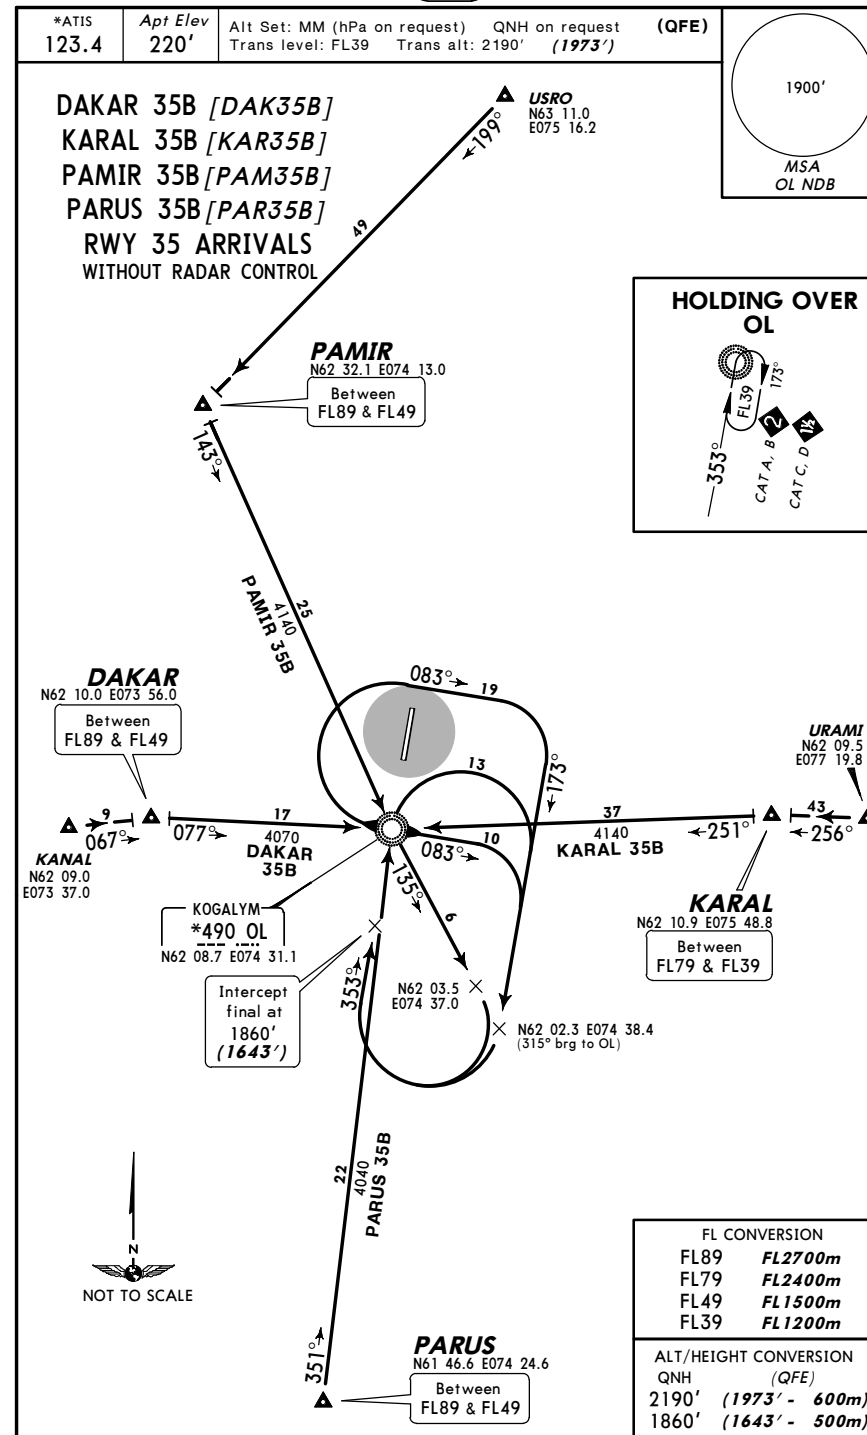 *ATIS
123.4
Apt Elev
220'
Alt Set: MM (hPa on request) QNH on request (QFE)
Trans level: FL39 Trans alt: 2190' (1973')
1900'
MSA
OL NDB
DAKAR 35B [DAK35B]
KARAL 35B [KAR35B]
PAMIR 35B [PAM35B]
PARUS 35B [PAR35B]
RWY 35 ARRIVALS
WITHOUT RADAR CONTROL
USRO
N63 11.0
E075 16.2
199°
49
PAMIR
N62 32.1 E074 13.0
Between
FL89 & FL49
143°
25
4140
PAMIR 35B
HOLDING OVER
OL
FL39
173°
353°
CAT A, B 2
CAT C, D 1½
DAKAR
N62 10.0 E073 56.0
Between
FL89 & FL49
083°
19
173°
13
URAMI
N62 09.5
E077 19.8
9
067°
KANAL
N62 09.0
E073 37.0
077°
17
4070
DAKAR
35B
083°
10
37
4140
KARAL 35B
251°
43
256°
KARAL
N62 10.9 E075 48.8
Between
FL79 & FL39
135°
6
KOGALYM
*490 OL
N62 08.7 E074 31.1
Intercept
final at
1860'
(1643')
353°
N62 03.5
E074 37.0
N62 02.3 E074 38.4
(315° brg to OL)
22
4040
PARUS 35B
351°
N
NOT TO SCALE
PARUS
N61 46.6 E074 24.6
Between
FL89 & FL49
FL CONVERSION
FL89 FL2700m
FL79 FL2400m
FL49 FL1500m
FL39 FL1200m
ALT/HEIGHT CONVERSION
QNH (QFE)
2190' (1973' - 600m)
1860' (1643' - 500m)